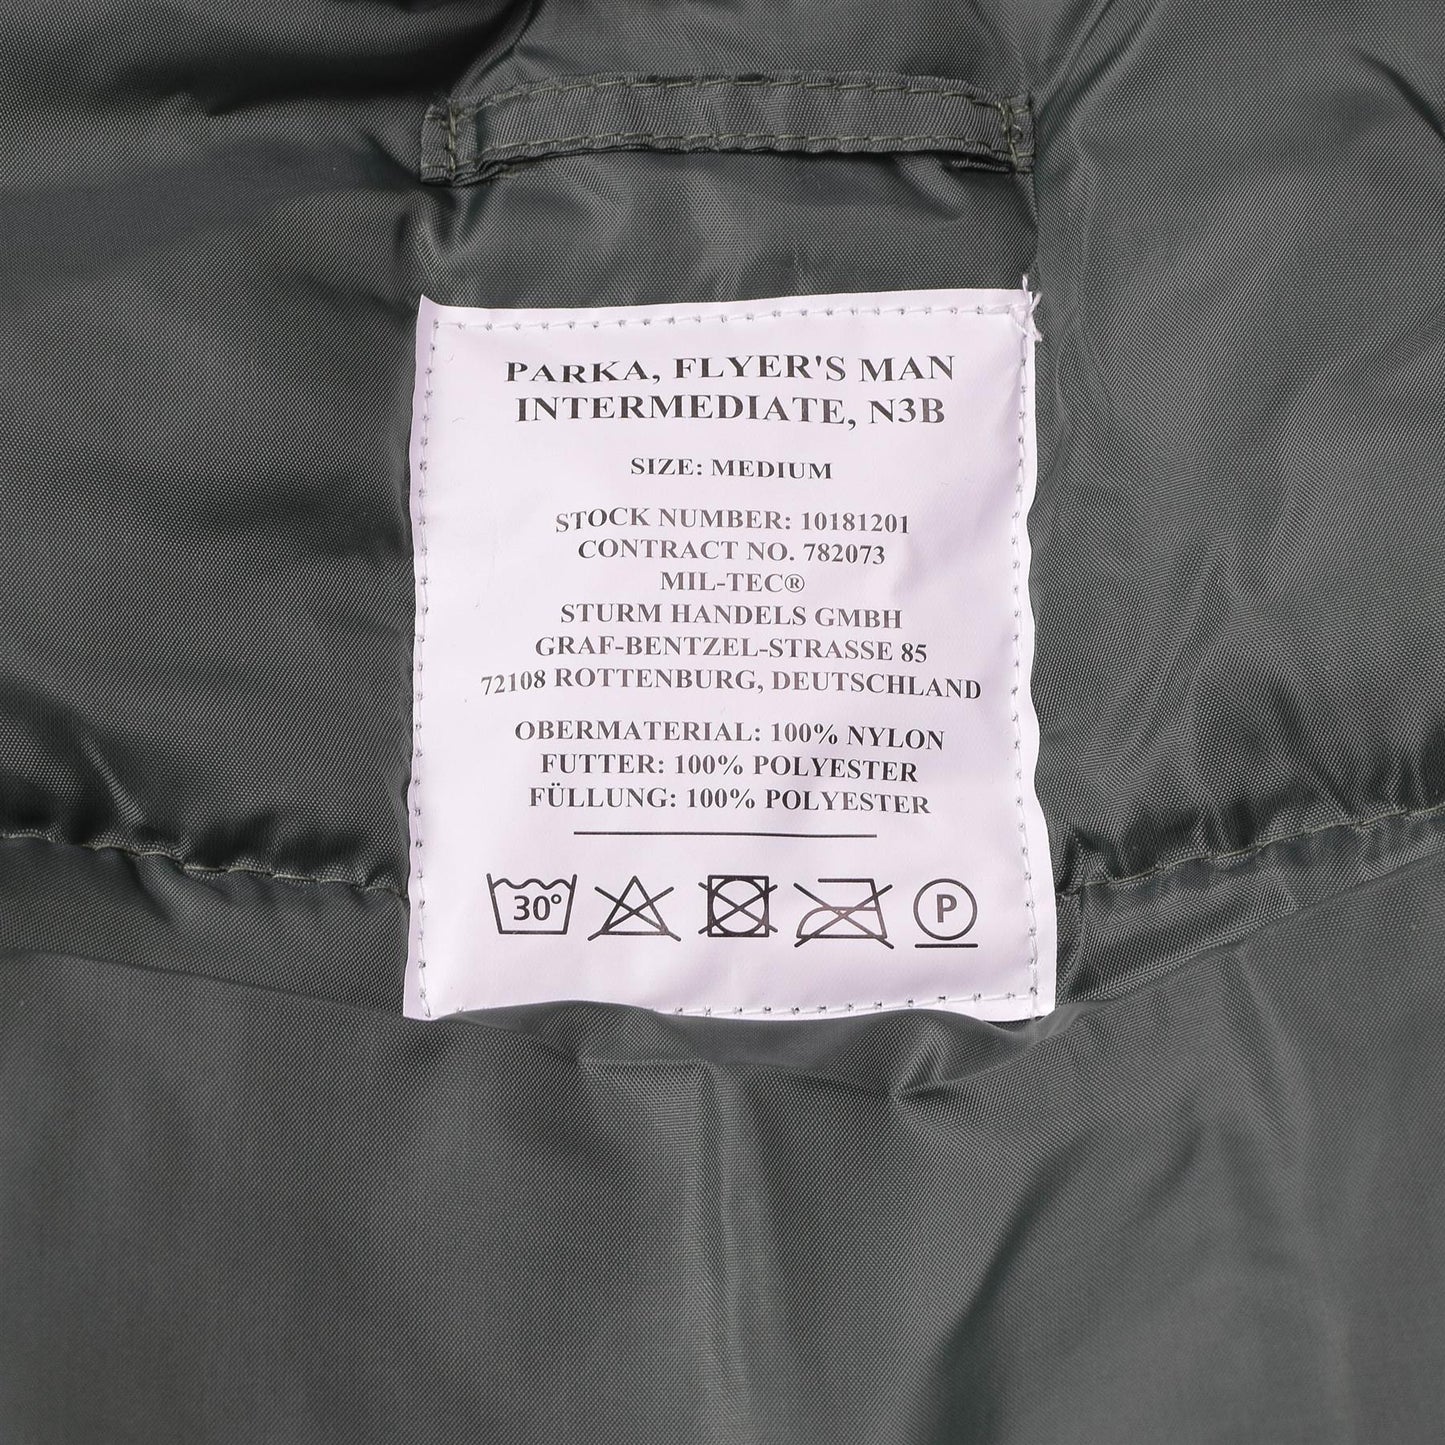 PARKA, FLYER'S MAN
INTERMEDIATE, N3B
SIZE: MEDIUM
STOCK NUMBER: 10181201
CONTRACT NO. 782073
MIL-TEC®
STURM HANDELS GMBH
GRAF-BENTZEL-STRASSE 85
72108 ROTTENBURG, DEUTSCHLAND
OBERMATERIAL: 100% NYLON
FUTTER: 100% POLYESTER
FÜLLUNG: 100% POLYESTER
30° P